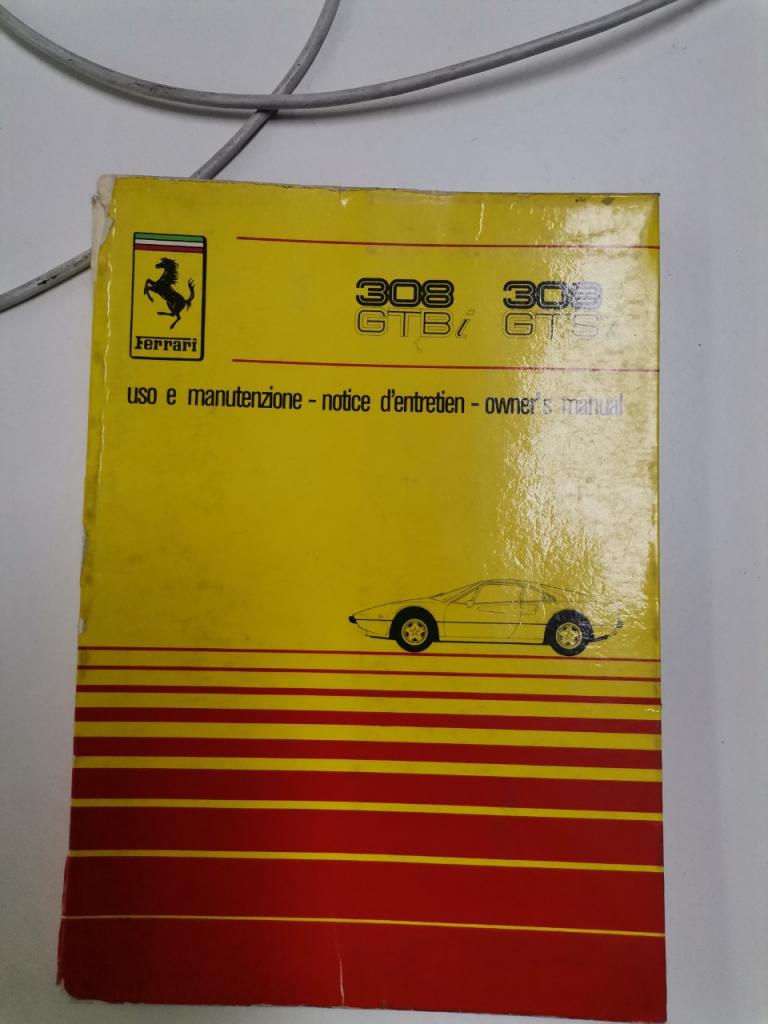 Ferrari
308 308
GTBi GTSi
uso e manutenzione - notice d'entretien - owner's manual